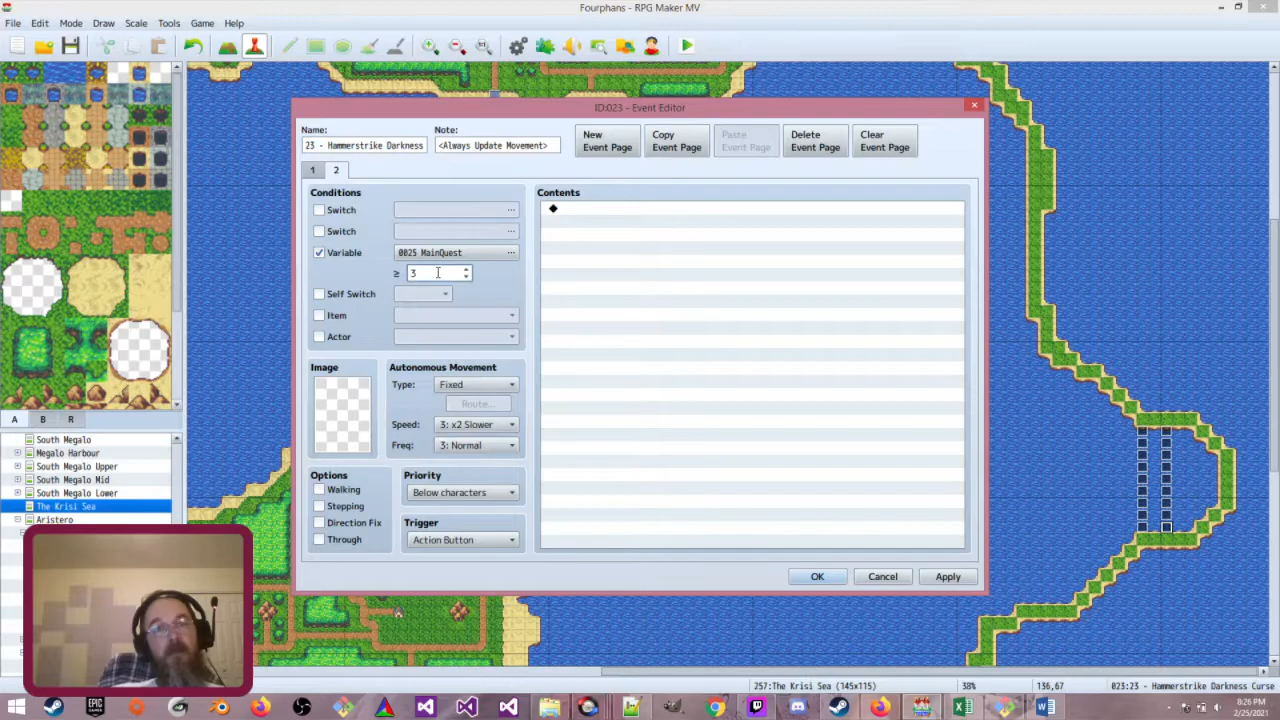 Fourphans - RPG Maker MV
File Edit Mode Draw Scale Tools Game Help
ID:023 - Event Editor
Name:
Note:
23 - Hammerstrike Darkness
<Always Update Movement>
New Event Page
Copy Event Page
Paste Event Page
Delete Event Page
Clear Event Page
1 2
Conditions
Switch ...
Switch ...
Variable 0025 MainQuest ...
≥ 3
Self Switch
Item
Actor
Image
Autonomous Movement
Type: Fixed
Route...
Speed: 3: x2 Slower
Freq: 3: Normal
Options
Walking
Stepping
Direction Fix
Through
Priority
Below characters
Trigger
Action Button
Contents
OK Cancel Apply
A B R
South Megalo
Megalo Harbour
South Megalo Upper
South Megalo Mid
South Megalo Lower
The Krisi Sea
Aristero
257:The Krisi Sea (145x115) 38% 136,67 023:23 - Hammerstrike Darkness Curse
EPIC GAMES
8:26 PM
2/25/2021